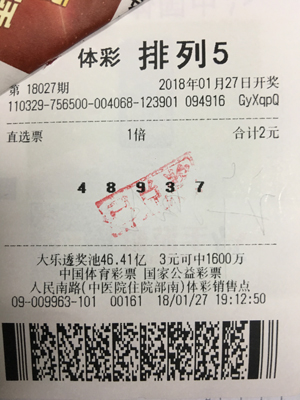 体彩 排列5
第 18027期 2018年01月27日开奖
110329-756500-004068-123901 094916 GyXqpQ
直选票 1倍 合计2元
4 8 9 3 7
大乐透奖池46.41亿 3元可中1600万
中国体育彩票 国家公益彩票
人民南路(中医院住院部南)体彩销售点
09-009963-101 00161 18/01/27 19:12:50